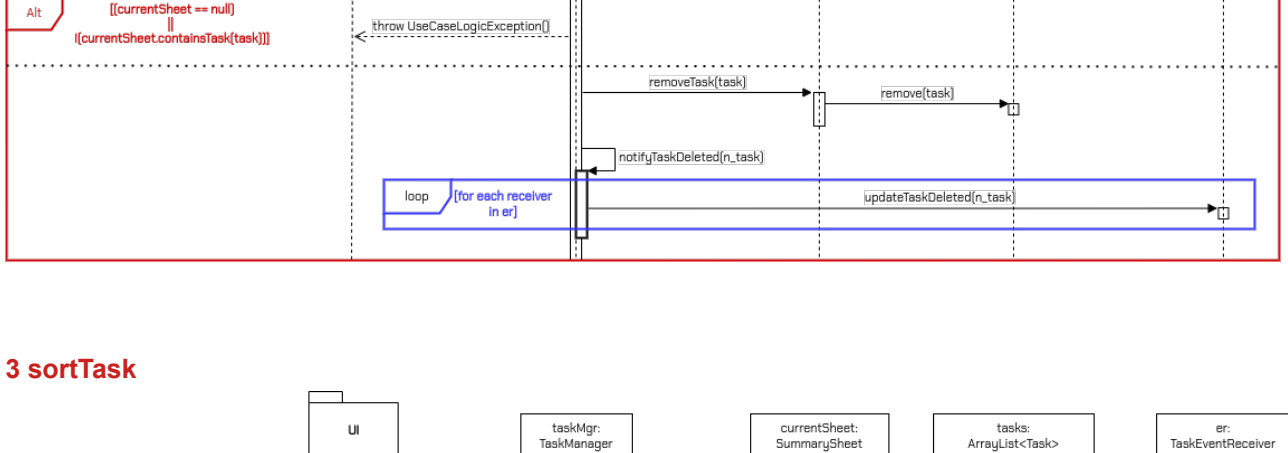 Alt
[(currentSheet == null)
||
!(currentSheet.containsTask(task))]
throw UseCaseLogicException()
removeTask(task)
remove(task)
notifyTaskDeleted(n_task)
loop
[for each receiver
in er]
updateTaskDeleted(n_task)
3 sortTask
UI
taskMgr:
TaskManager
currentSheet:
SummarySheet
tasks:
ArrayList<Task>
er:
TaskEventReceiver